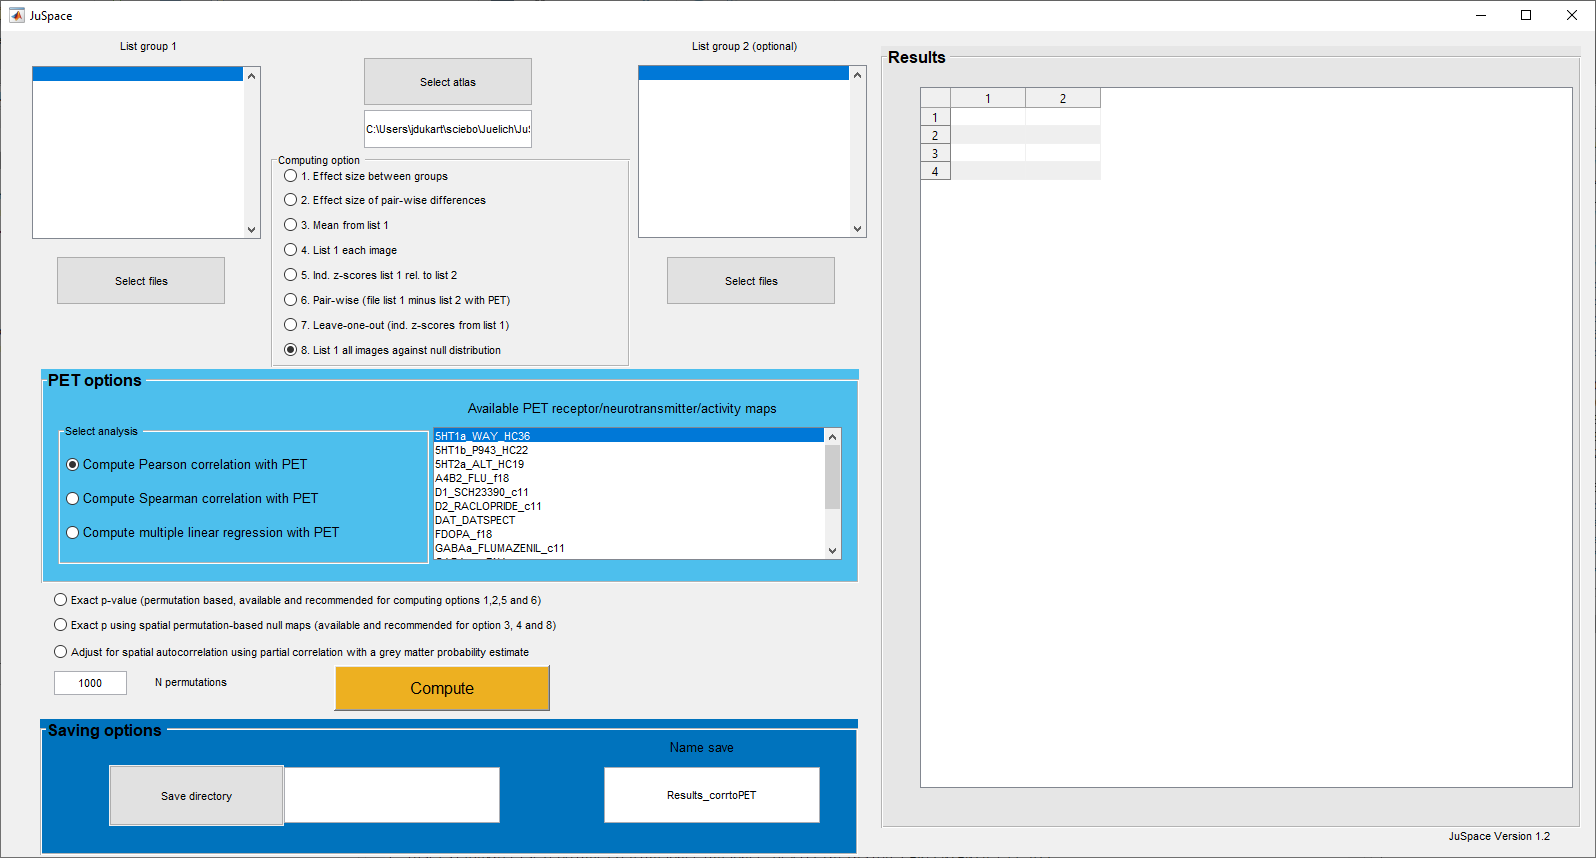 JuSpace
List group 1
Select atlas
C:\Users\jdukart\sciebo\Juelich\JuS
List group 2 (optional)
Select files
Select files
Computing option
1. Effect size between groups
2. Effect size of pair-wise differences
3. Mean from list 1
4. List 1 each image
5. Ind. z-scores list 1 rel. to list 2
6. Pair-wise (file list 1 minus list 2 with PET)
7. Leave-one-out (ind. z-scores from list 1)
8. List 1 all images against null distribution
PET options
Select analysis
Compute Pearson correlation with PET
Compute Spearman correlation with PET
Compute multiple linear regression with PET
Available PET receptor/neurotransmitter/activity maps
5HT1a_WAY_HC36
5HT1b_P943_HC22
5HT2a_ALT_HC19
A4B2_FLU_f18
D1_SCH23390_c11
D2_RACLOPRIDE_c11
DAT_DATSPECT
FDOPA_f18
GABAa_FLUMAZENIL_c11
Exact p-value (permutation based, available and recommended for computing options 1,2,5 and 6)
Exact p using spatial permutation-based null maps (available and recommended for option 3, 4 and 8)
Adjust for spatial autocorrelation using partial correlation with a grey matter probability estimate
1000
N permutations
Compute
Saving options
Save directory
Name save
Results_corrtoPET
Results
1 2
1
2
3
4
JuSpace Version 1.2